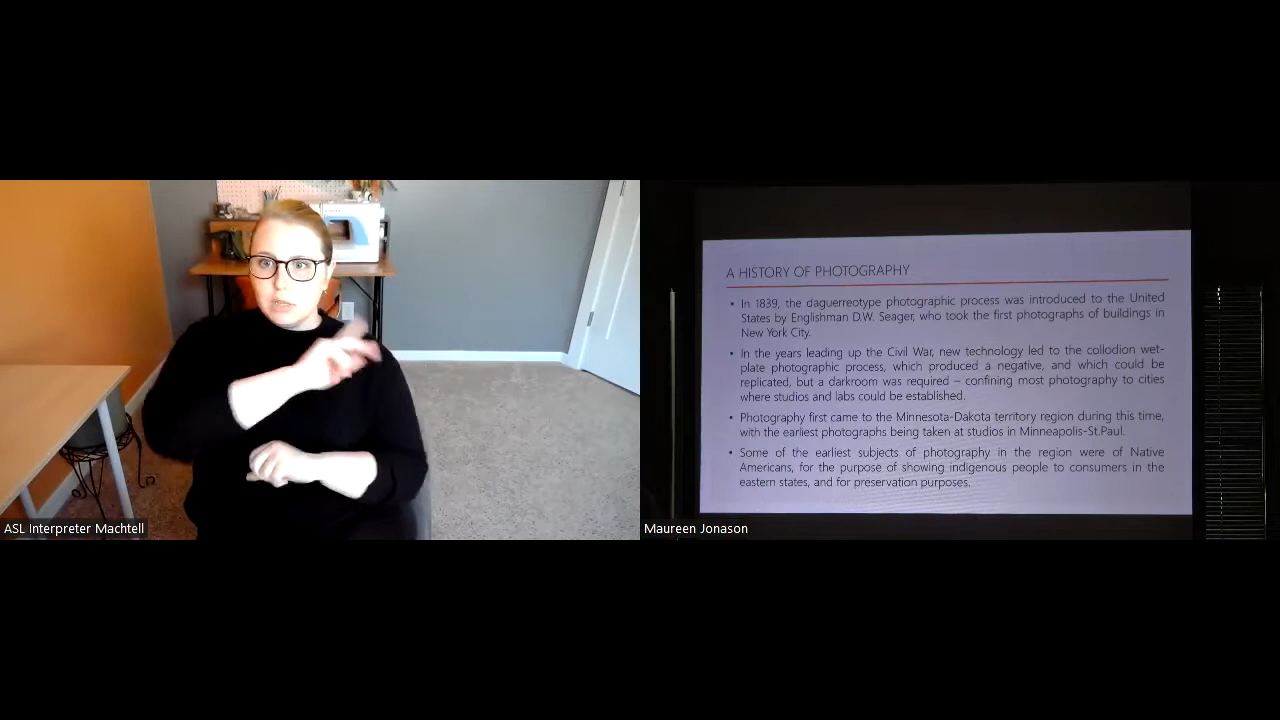 A HISTORY OF PHOTOGRAPHY
• In 1839, the daguerreotype photographic process was introduced to the United
States by Englishman D.W. Seager, who took the first photographs of buildings in
New York City.
• In the years leading up the Civil War, new technology led to the collodion wet-
plate photographic process, which produced a negative, and which could be
replicated, but a darkroom was required – confining most photography to cities
where studios and labs could be established.
• Photography first came to the Minnesota-Dakota territory region during this time,
with the earliest photographs being taken at studios in Minneapolis-St.Paul.
• Some of the earliest subjects of photography in the region were of Native
Americans, for the purpose of showing indigenous people to consumers in the
eastern states, and for preservation purposes.
ASL Interpreter Machtell
Maureen Jonason